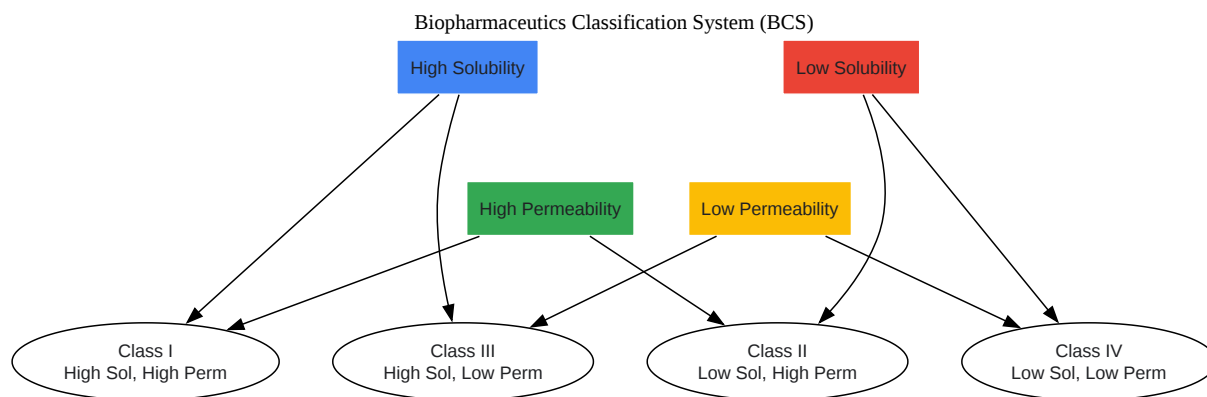 Biopharmaceutics Classification System (BCS)
High Solubility
Low Solubility
High Permeability
Low Permeability
Class I
High Sol, High Perm
Class III
High Sol, Low Perm
Class II
Low Sol, High Perm
Class IV
Low Sol, Low Perm